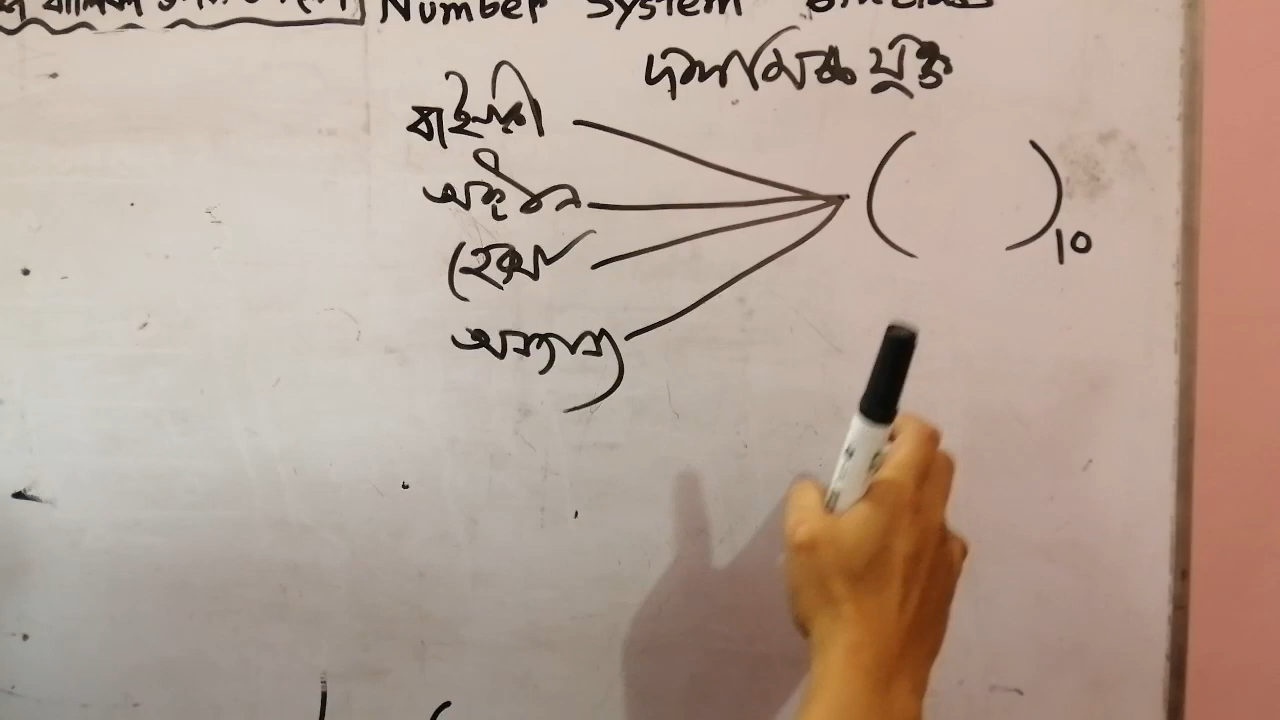 Number System
দশমিক যুক্ত
বাইনারী
অক্টাল
হেক্সা
অন্যান্য
( )10